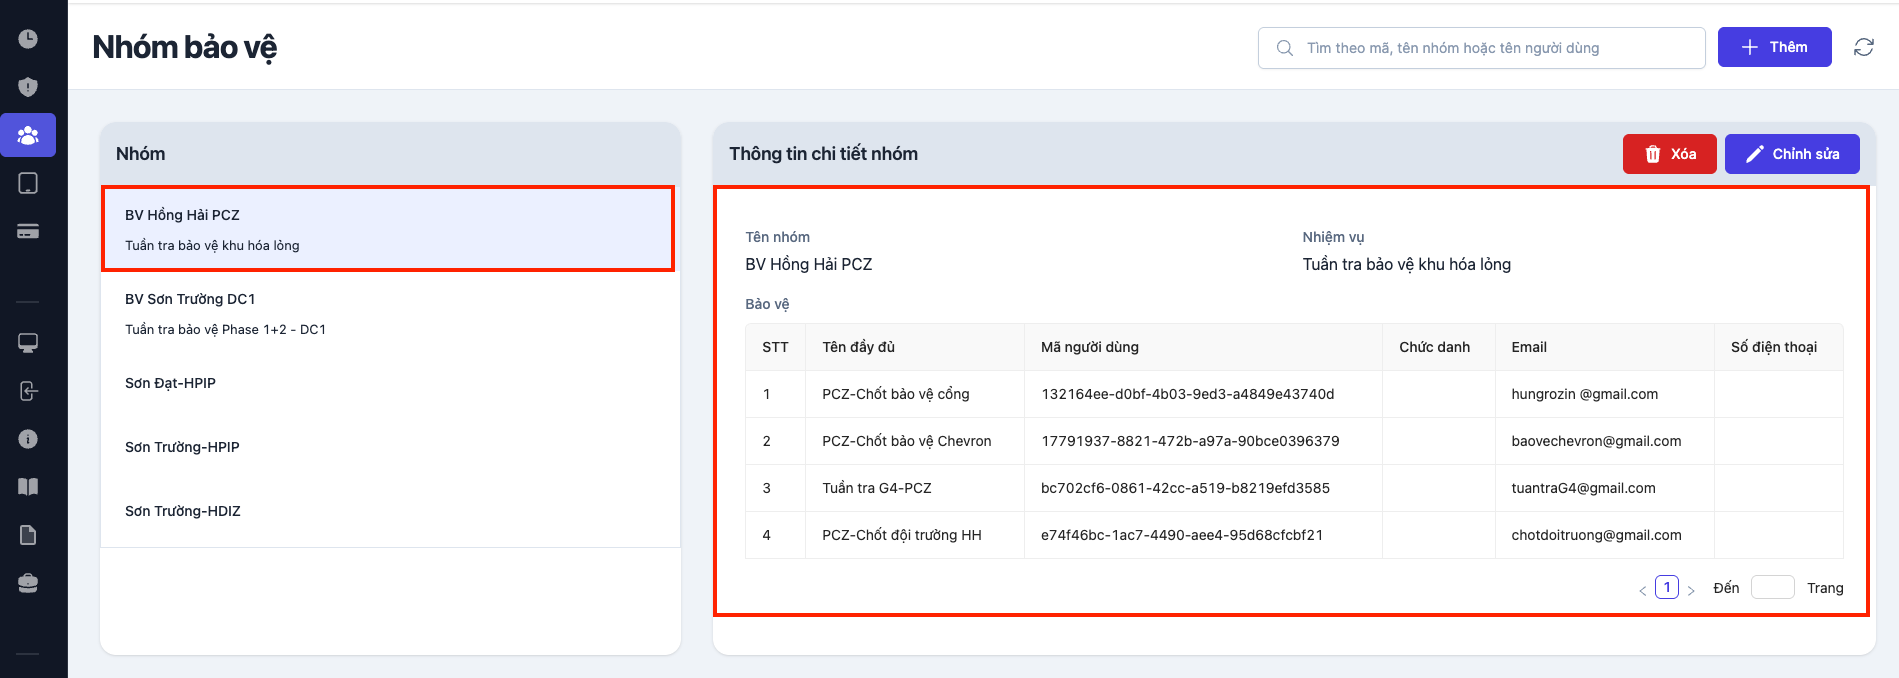 Nhóm bảo vệ
Tìm theo mã, tên nhóm hoặc tên người dùng
Thêm
Nhóm
BV Hồng Hải PCZ
Tuần tra bảo vệ khu hóa lỏng
BV Sơn Trường DC1
Tuần tra bảo vệ Phase 1+2 - DC1
Sơn Đạt-HPIP
Sơn Trường-HPIP
Sơn Trường-HDIZ
Thông tin chi tiết nhóm
Xóa
Chỉnh sửa
Tên nhóm
Nhiệm vụ
BV Hồng Hải PCZ
Tuần tra bảo vệ khu hóa lỏng
Bảo vệ
STT Tên đầy đủ Mã người dùng Chức danh Email Số điện thoại
1 PCZ-Chốt bảo vệ cổng 132164ee-d0bf-4b03-9ed3-a4849e43740d hungrozin @gmail.com
2 PCZ-Chốt bảo vệ Chevron 17791937-8821-472b-a97a-90bce0396379 baovechevron@gmail.com
3 Tuần tra G4-PCZ bc702cf6-0861-42cc-a519-b8219efd3585 tuantraG4@gmail.com
4 PCZ-Chốt đội trưởng HH e74f46bc-1ac7-4490-aee4-95d68cfcbf21 chotdoitruong@gmail.com
< 1 > Đến Trang